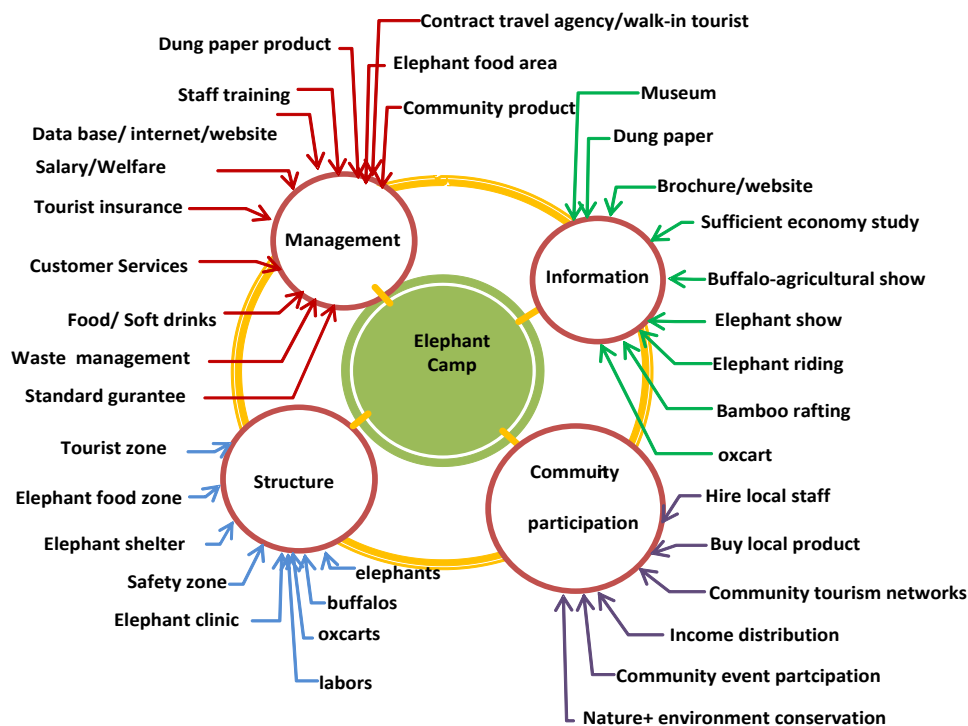 Contract travel agency/walk-in tourist
Dung paper product
Elephant food area
Staff training
Community product
Data base/ internet/website
Salary/Welfare
Tourist insurance
Customer Services
Food/ Soft drinks
Waste management
Standard gurantee
Management
Museum
Dung paper
Brochure/website
Sufficient economy study
Buffalo-agricultural show
Elephant show
Elephant riding
Bamboo rafting
oxcart
Information
Elephant
Camp
Tourist zone
Elephant food zone
Elephant shelter
Safety zone
Elephant clinic
elephants
buffalos
oxcarts
labors
Structure
Commuity
participation
Hire local staff
Buy local product
Community tourism networks
Income distribution
Community event partcipation
Nature+ environment conservation